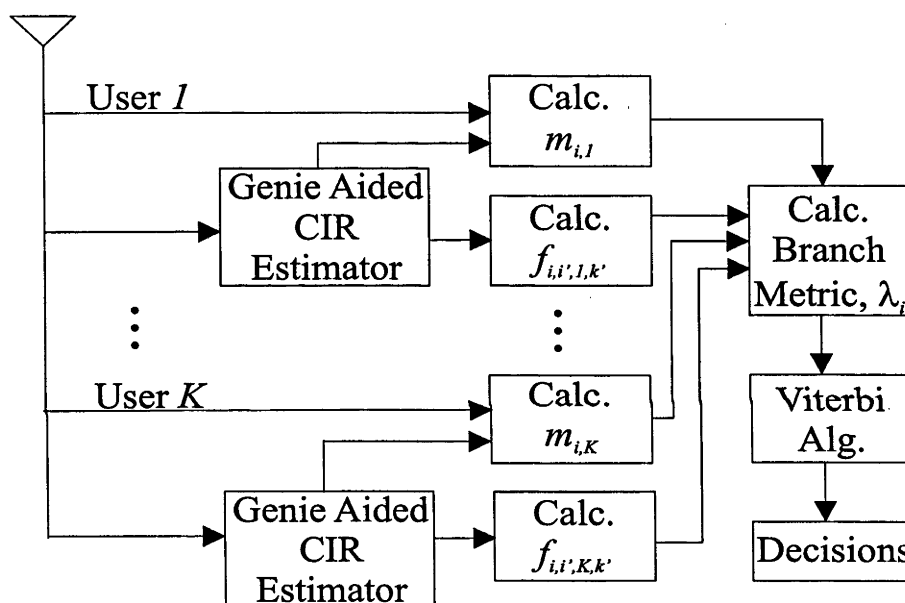 User 1
Calc.
m_{i,1}
Genie Aided
CIR
Estimator
Calc.
f_{i,i',1,k'}
Calc.
Branch
Metric, λ_i
User K
Calc.
m_{i,K}
Viterbi
Alg.
Genie Aided
CIR
Estimator
Calc.
f_{i,i',K,k'}
Decisions